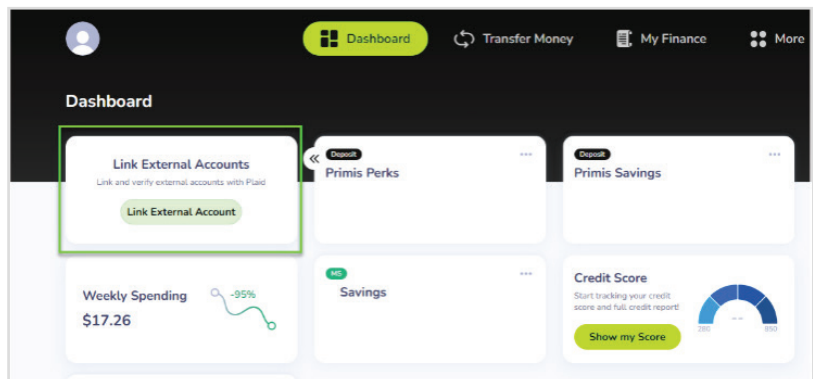 Dashboard
Transfer Money
My Finance
More
Dashboard
Link External Accounts
Link and verify external accounts with Plaid
Link External Account
«
Deposit
Primis Perks
Deposit
Primis Savings
Weekly Spending
-95%
$17.26
MS
Savings
Credit Score
Start tracking your credit
score and full credit report!
Show my Score
280
--
850